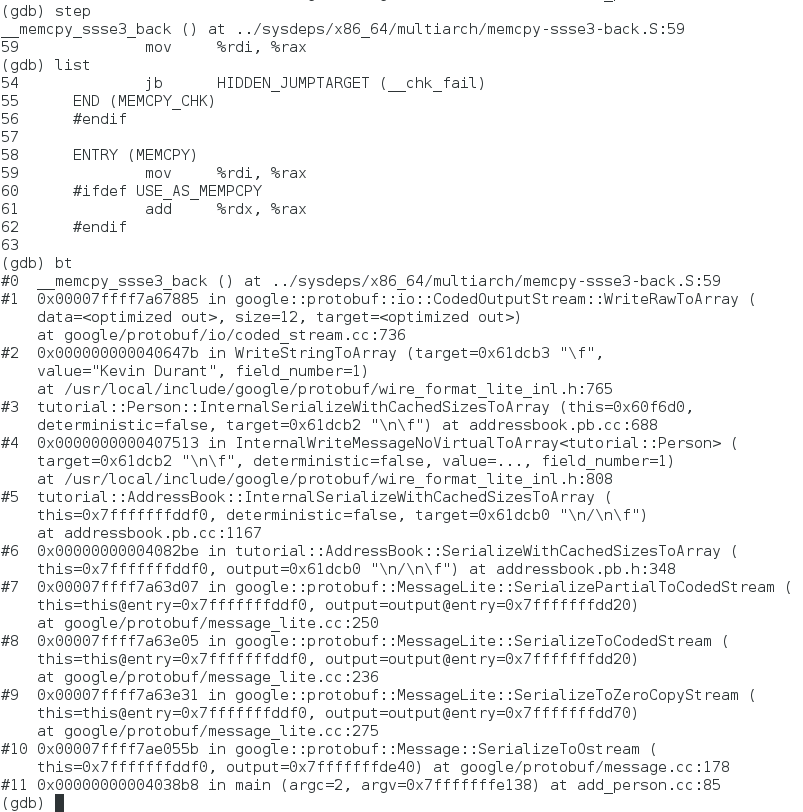 (gdb) step
__memcpy_ssse3_back () at ../sysdeps/x86_64/multiarch/memcpy-ssse3-back.S:59
59              mov     %rdi, %rax
(gdb) list
54              jb      HIDDEN_JUMPTARGET (__chk_fail)
55      END (MEMCPY_CHK)
56      #endif
57
58      ENTRY (MEMCPY)
59              mov     %rdi, %rax
60      #ifdef USE_AS_MEMPCPY
61              add     %rdx, %rax
62      #endif
63
(gdb) bt
#0  __memcpy_ssse3_back () at ../sysdeps/x86_64/multiarch/memcpy-ssse3-back.S:59
#1  0x00007ffff7a67885 in google::protobuf::io::CodedOutputStream::WriteRawToArray (
    data=<optimized out>, size=12, target=<optimized out>)
    at google/protobuf/io/coded_stream.cc:736
#2  0x000000000040647b in WriteStringToArray (target=0x61dcb3 "\f",
    value="Kevin Durant", field_number=1)
    at /usr/local/include/google/protobuf/wire_format_lite_inl.h:765
#3  tutorial::Person::InternalSerializeWithCachedSizesToArray (this=0x60f6d0,
    deterministic=false, target=0x61dcb2 "\n\f") at addressbook.pb.cc:688
#4  0x0000000000407513 in InternalWriteMessageNoVirtualToArray<tutorial::Person> (
    target=0x61dcb2 "\n\f", deterministic=false, value=..., field_number=1)
    at /usr/local/include/google/protobuf/wire_format_lite_inl.h:808
#5  tutorial::AddressBook::InternalSerializeWithCachedSizesToArray (
    this=0x7fffffffddf0, deterministic=false, target=0x61dcb0 "\n/\n\f")
    at addressbook.pb.cc:1167
#6  0x00000000004082be in tutorial::AddressBook::SerializeWithCachedSizesToArray (
    this=0x7fffffffddf0, output=0x61dcb0 "\n/\n\f") at addressbook.pb.h:348
#7  0x00007ffff7a63d07 in google::protobuf::MessageLite::SerializePartialToCodedStream (
    this=this@entry=0x7fffffffddf0, output=output@entry=0x7fffffffdd20)
    at google/protobuf/message_lite.cc:250
#8  0x00007ffff7a63e05 in google::protobuf::MessageLite::SerializeToCodedStream (
    this=this@entry=0x7fffffffddf0, output=output@entry=0x7fffffffdd20)
    at google/protobuf/message_lite.cc:236
#9  0x00007ffff7a63e31 in google::protobuf::MessageLite::SerializeToZeroCopyStream (
    this=this@entry=0x7fffffffddf0, output=output@entry=0x7fffffffdd70)
    at google/protobuf/message_lite.cc:275
#10 0x00007ffff7ae055b in google::protobuf::Message::SerializeToOstream (
    this=0x7fffffffddf0, output=0x7fffffffde40) at google/protobuf/message.cc:178
#11 0x00000000004038b8 in main (argc=2, argv=0x7fffffffe138) at add_person.cc:85
(gdb)